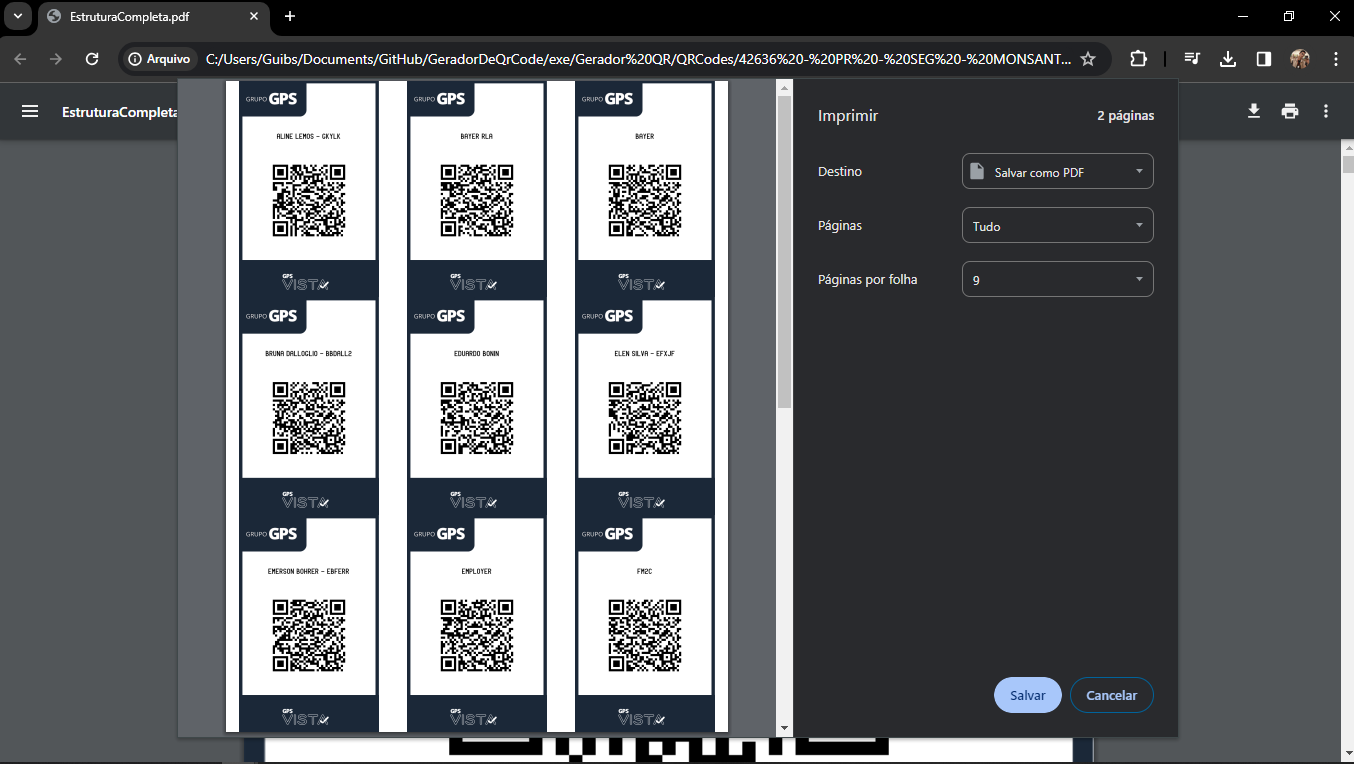 EstruturaCompleta.pdf
Arquivo
C:/Users/Guibs/Documents/GitHub/GeradorDeQrCode/exe/Gerador%20QR/QRCodes/42636%20-%20PR%20-%20SEG%20-%20MONSANT...
EstruturaCompleta
GRUPO GPS
GRUPO GPS
GRUPO GPS
ALINE LEMOS - GKYLK
BAYER RLA
BAYER
GPS
VISTA
GPS
VISTA
GPS
VISTA
GRUPO GPS
GRUPO GPS
GRUPO GPS
BRUNA DALLOGLIO - BBDALL2
EDUARDO BONIN
ELEN SILVA - EFXJF
GPS
VISTA
GPS
VISTA
GPS
VISTA
GRUPO GPS
GRUPO GPS
GRUPO GPS
EMERSON BOHRER - EBFERR
EMPLOYER
FM2C
GPS
VISTA
GPS
VISTA
GPS
VISTA
Imprimir
2 páginas
Destino
Salvar como PDF
Páginas
Tudo
Páginas por folha
9
Salvar
Cancelar